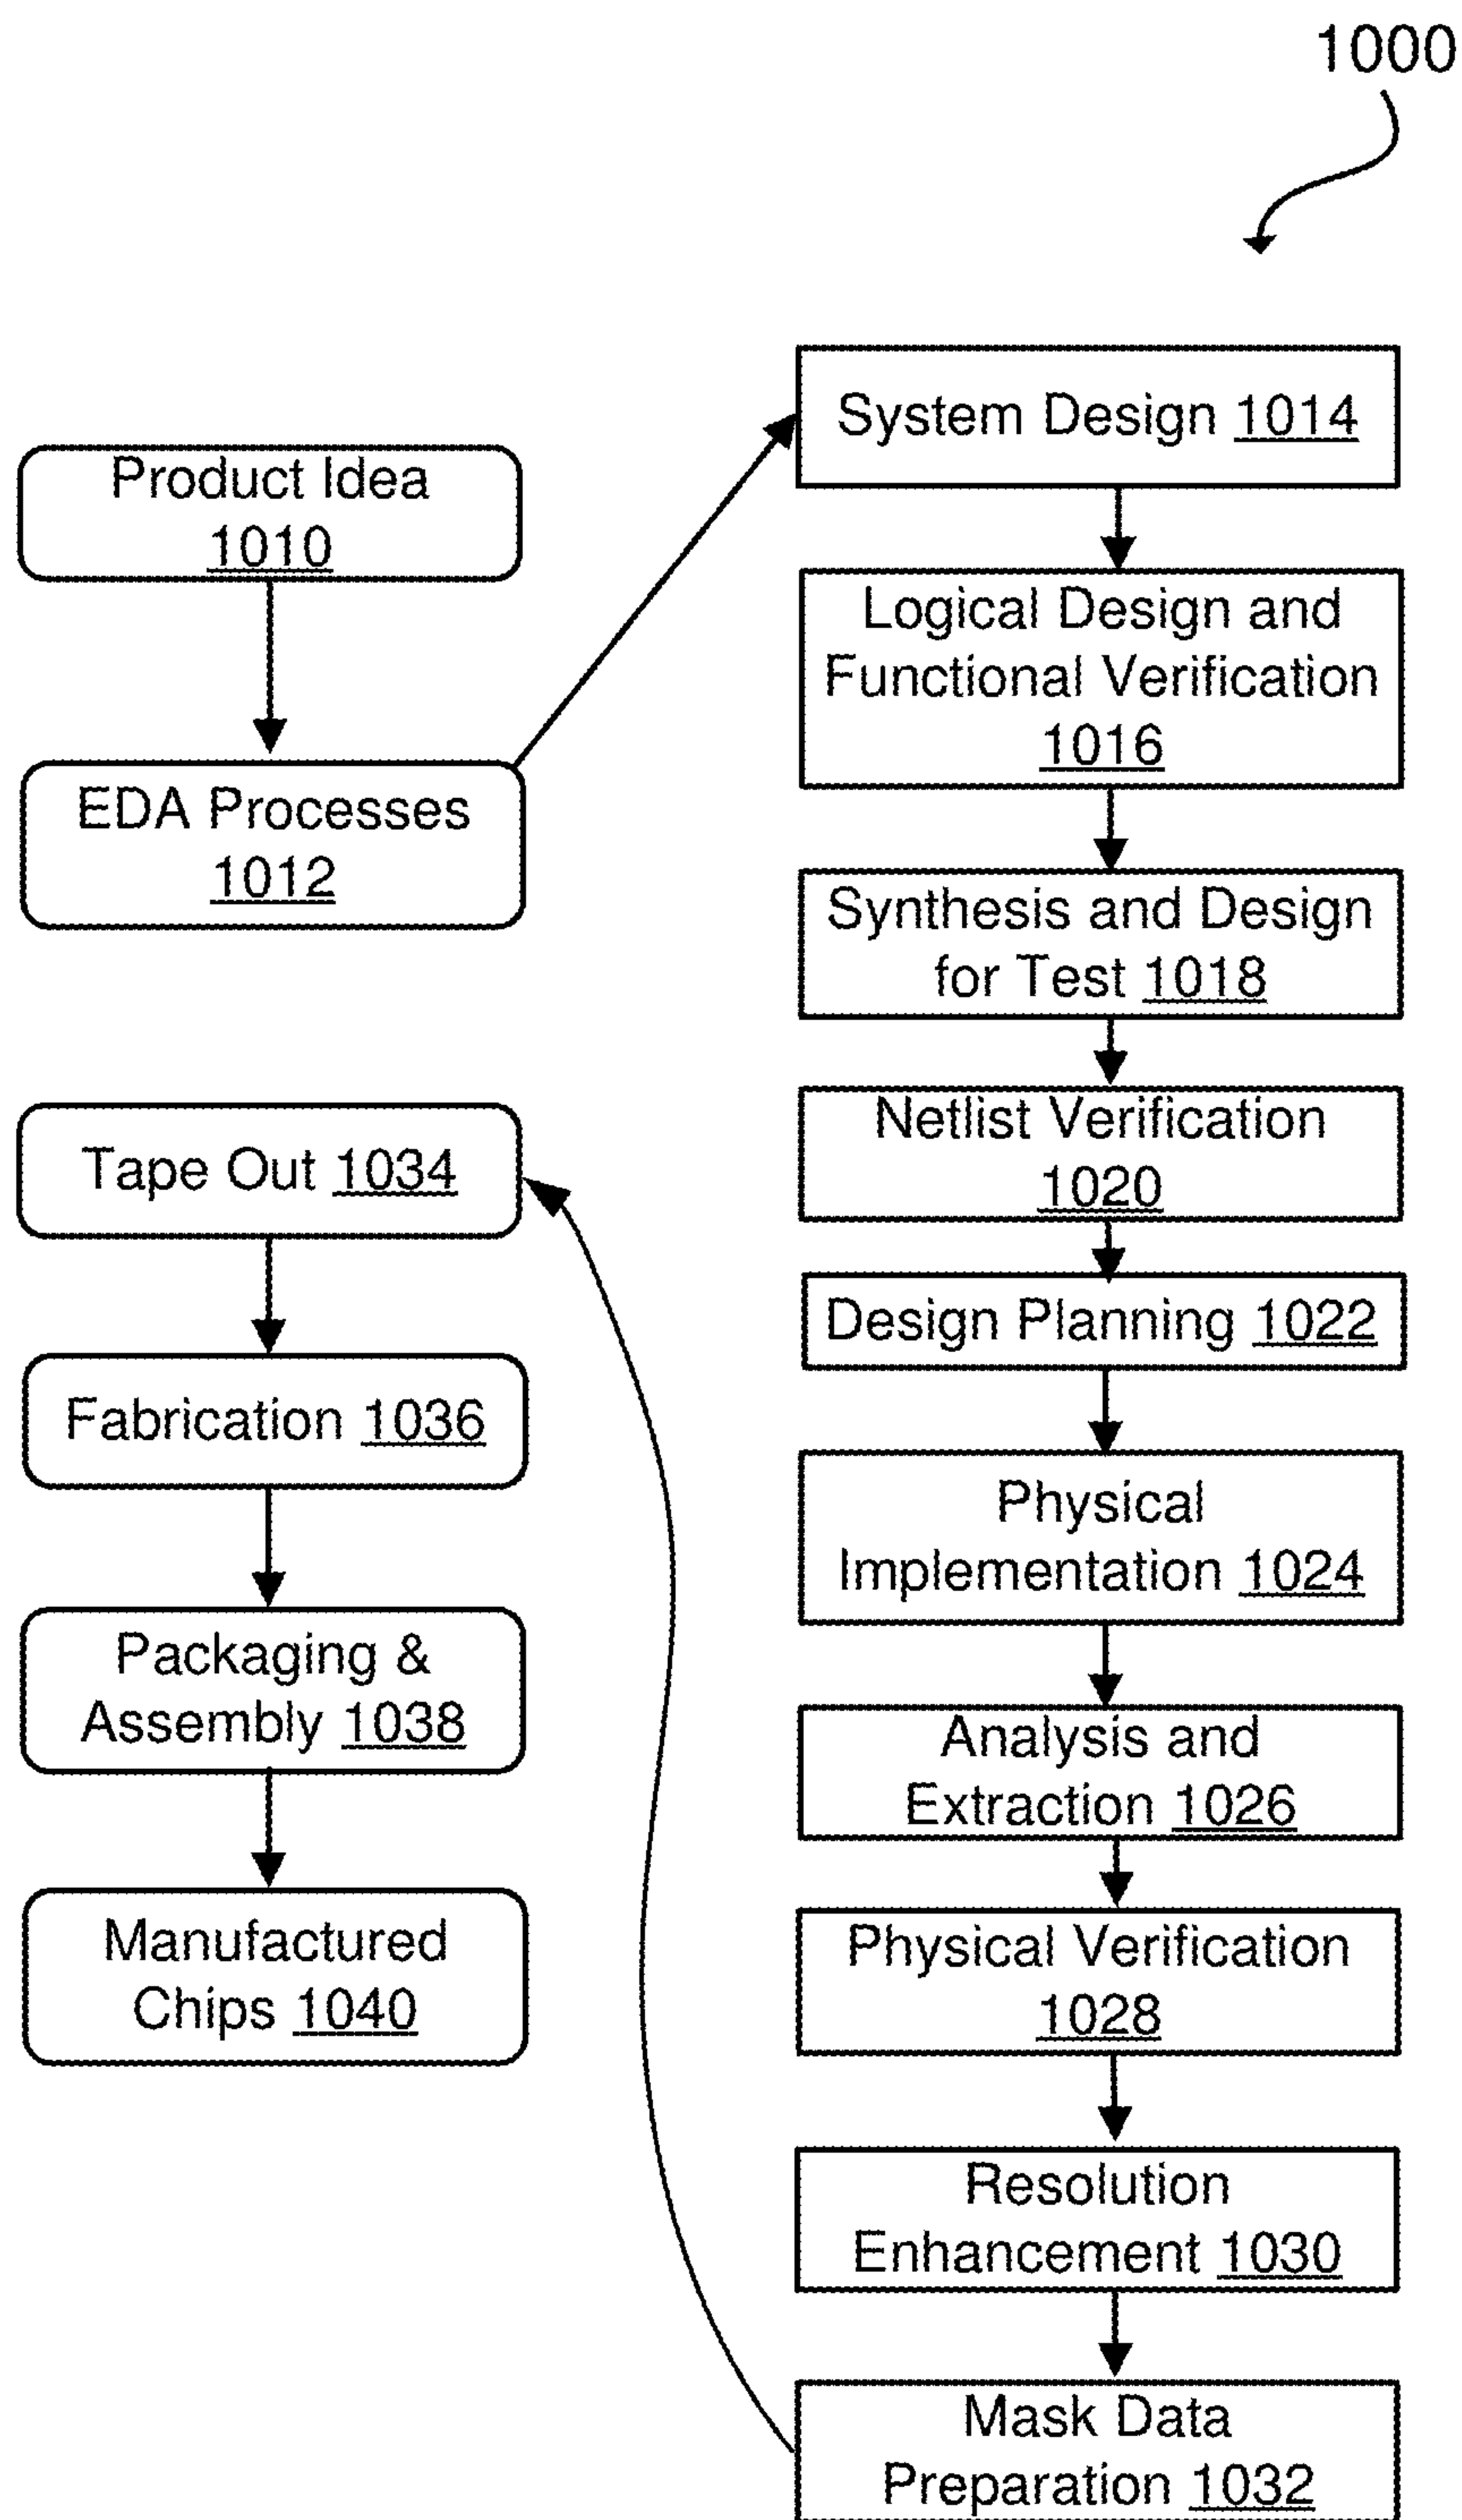 1000
Product Idea
1010
EDA Processes
1012
System Design 1014
Logical Design and
Functional Verification
1016
Synthesis and Design
for Test 1018
Netlist Verification
1020
Design Planning 1022
Physical
Implementation 1024
Analysis and
Extraction 1026
Physical Verification
1028
Resolution
Enhancement 1030
Mask Data
Preparation 1032
Tape Out 1034
Fabrication 1036
Packaging &
Assembly 1038
Manufactured
Chips 1040